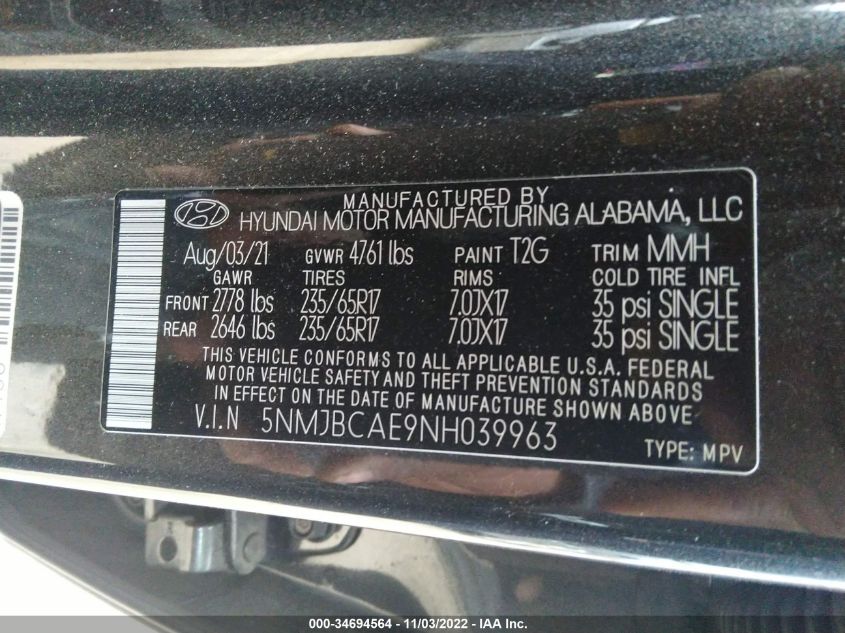 MANUFACTURED BY
HYUNDAI MOTOR MANUFACTURING ALABAMA, LLC
Aug/03/21 GVWR 4761 lbs PAINT T2G TRIM MMH
GAWR TIRES RIMS COLD TIRE INFL
FRONT 2778 lbs 235/65R17 7.0JX17 35 psi SINGLE
REAR 2646 lbs 235/65R17 7.0JX17 35 psi SINGLE
THIS VEHICLE CONFORMS TO ALL APPLICABLE U.S.A. FEDERAL
MOTOR VEHICLE SAFETY AND THEFT PREVENTION STANDARDS
IN EFFECT ON THE DATE OF MANUFACTURE SHOWN ABOVE.
V.I.N 5NMJBCAE9NH039963 TYPE: MPV
000-34694564 - 11/03/2022 - IAA Inc.